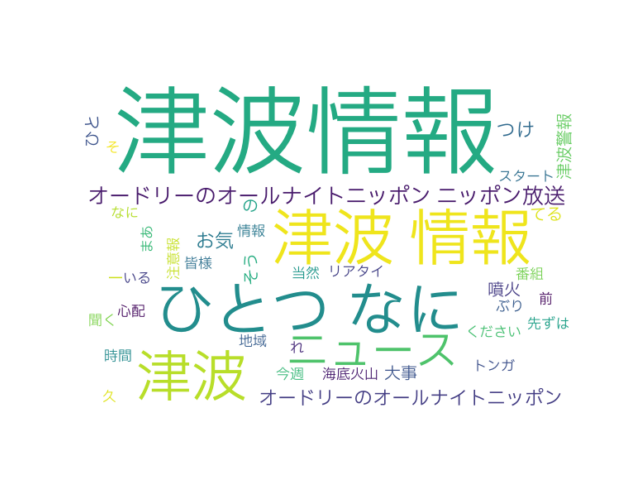 津波情報
ネロ
つけ
津波警報
そ
スタート
オードリーのオールナイトニッポン ニッポン放送
なに
の
てる
津波 情報
まあ
注意報
お気
情報
皆様
そう
当然
リアタイ
番組
一いる
ひとつ なに
噴火
前
心配
ぶり
聞く
先ずは
ください
地域
れ
ニュース
時間
津波
トンガ
今週
海底火山
大事
久
オードリーのオールナイトニッポン